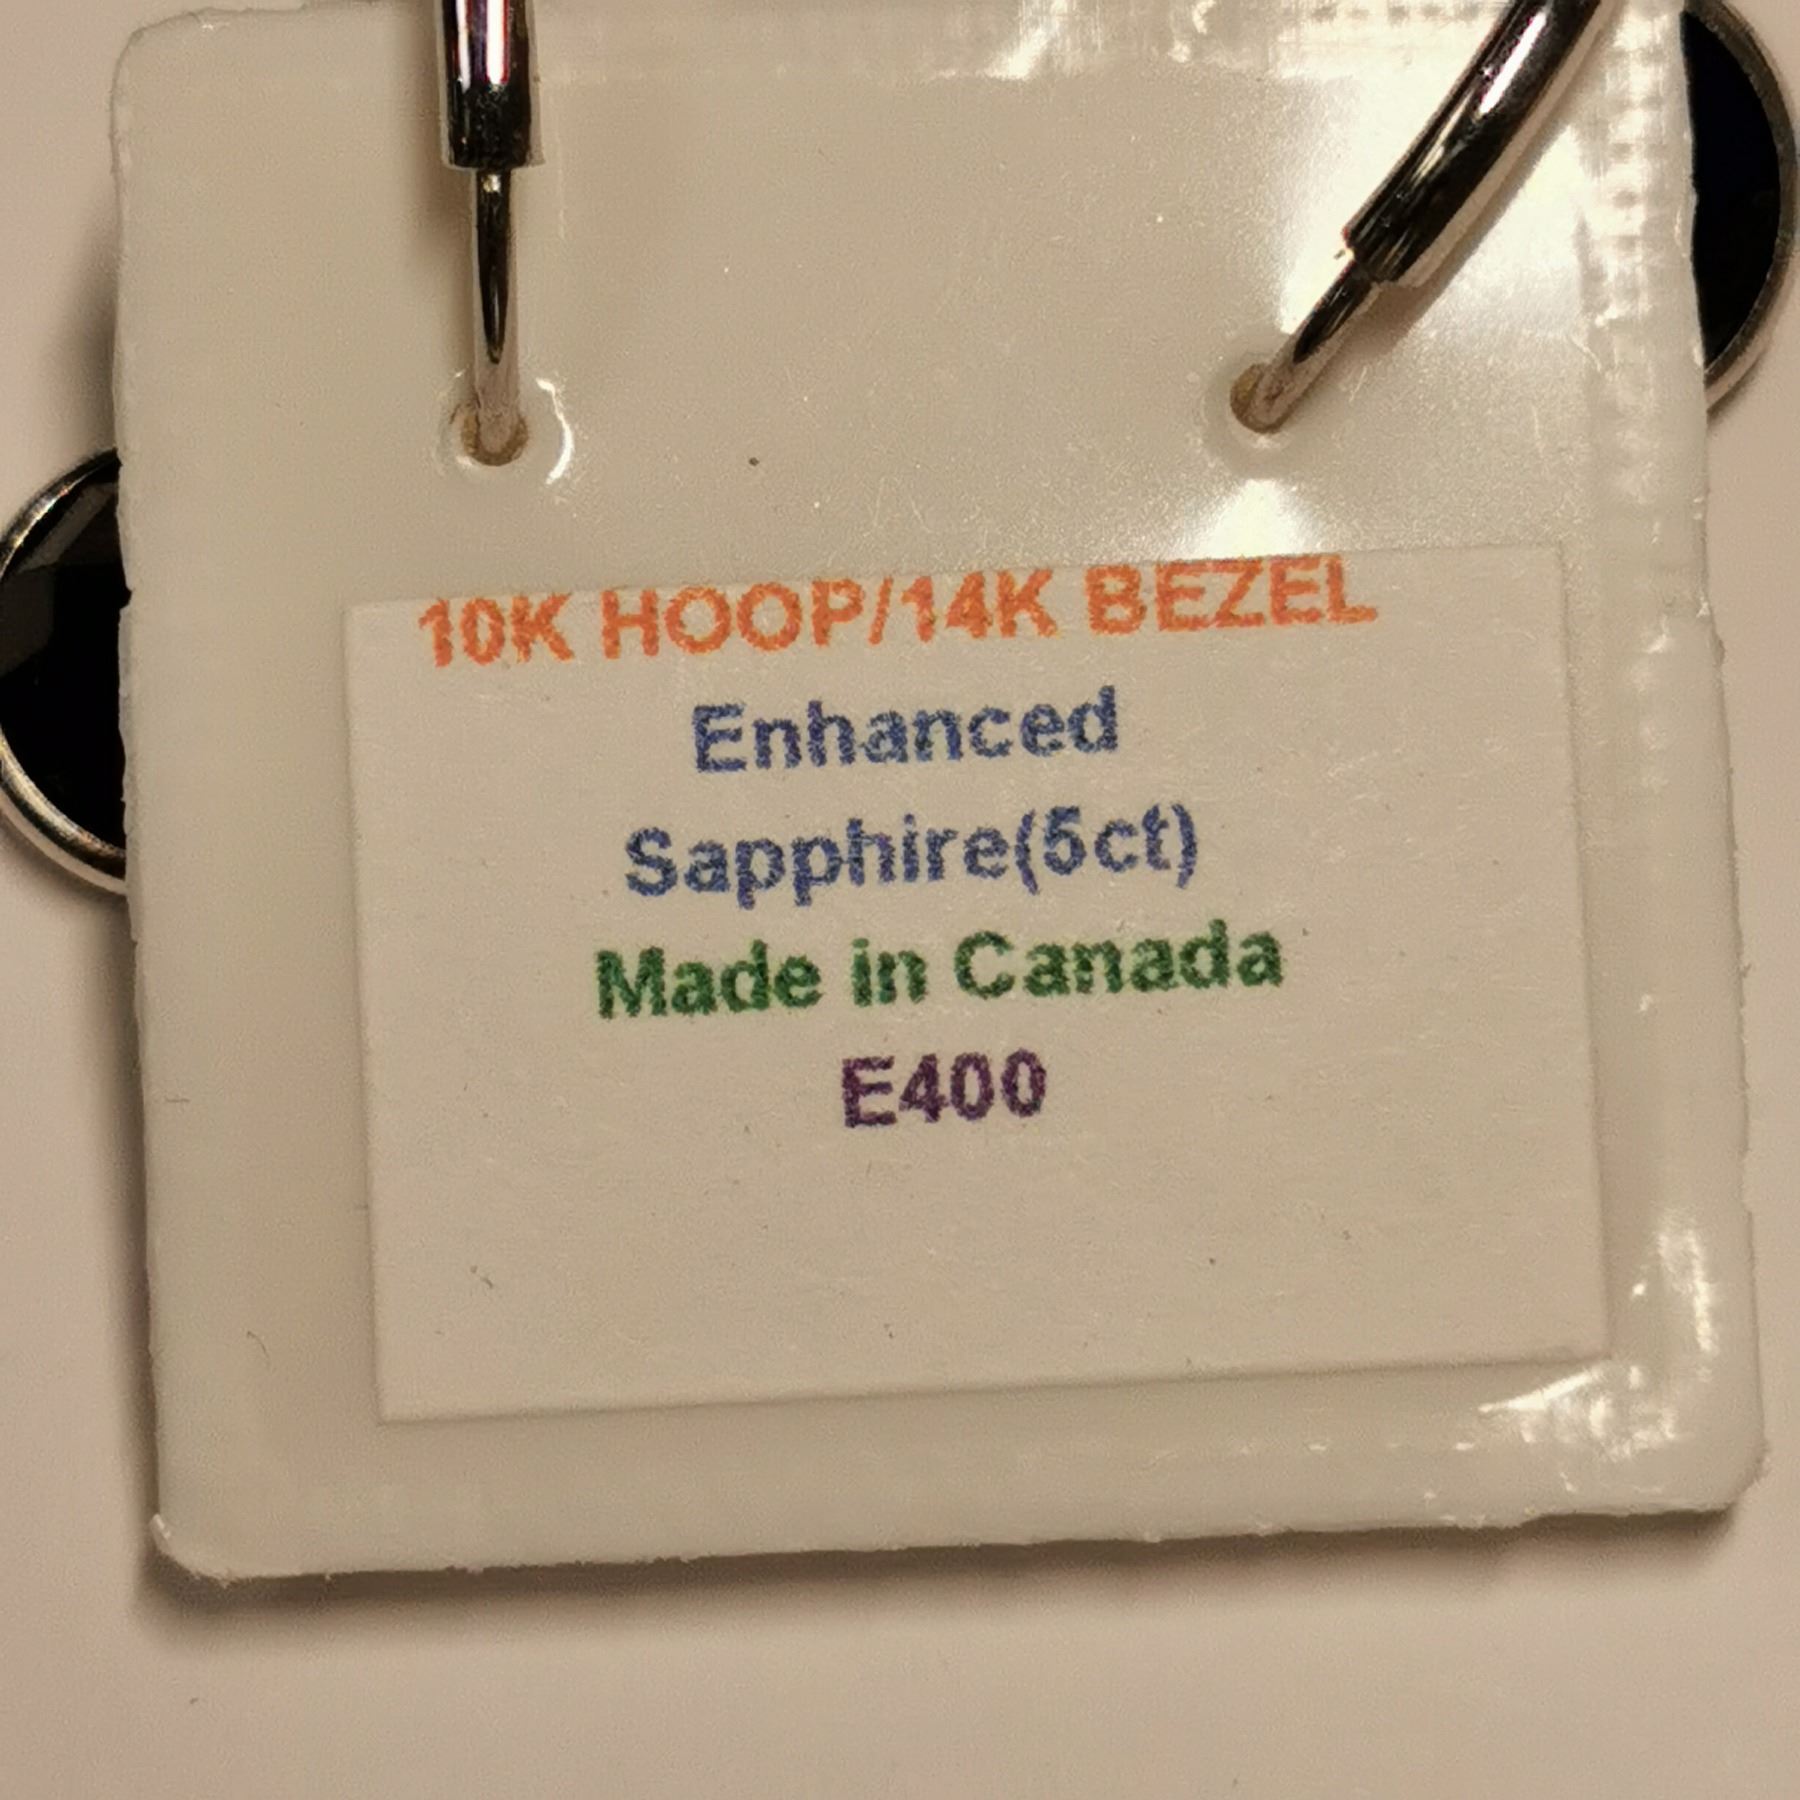 10K HOOP/14K BEZEL
Enhanced
Sapphire(5ct)
Made in Canada
E400